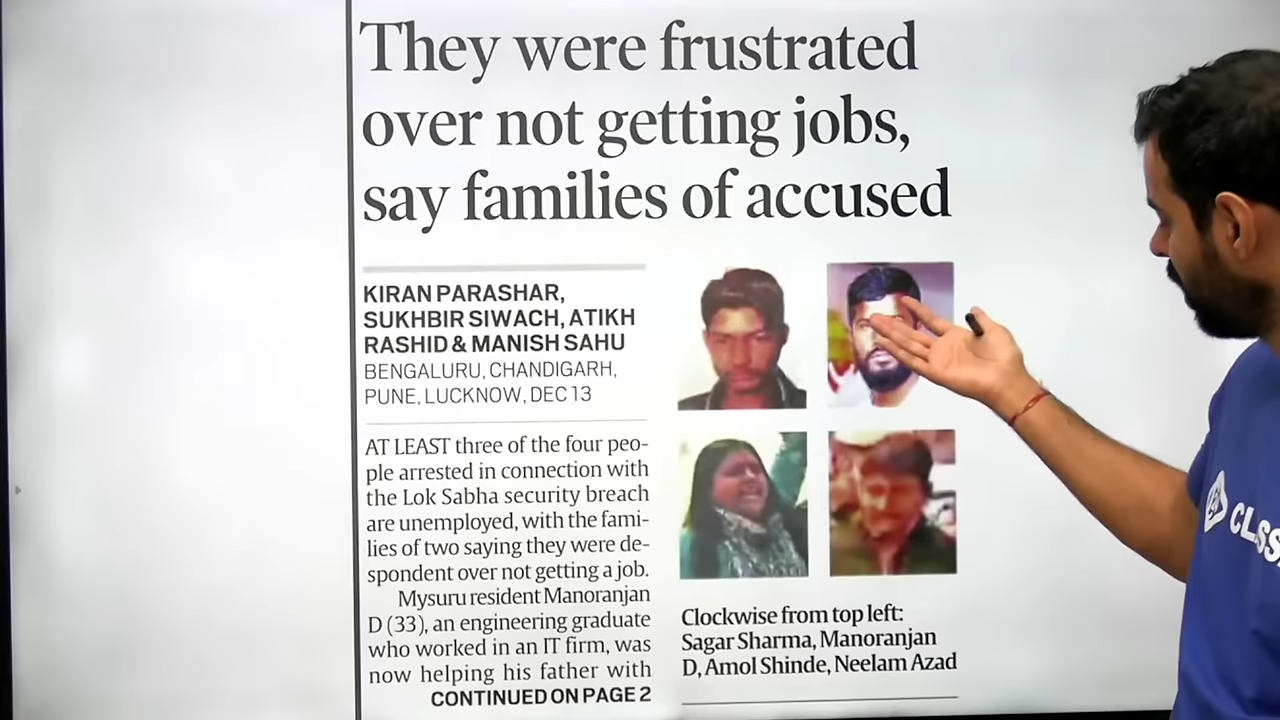 They were frustrated
over not getting jobs,
say families of accused
KIRAN PARASHAR,
SUKHBIR SIWACH, ATIKH
RASHID & MANISH SAHU
BENGALURU, CHANDIGARH,
PUNE, LUCKNOW, DEC 13
AT LEAST three of the four peo-
ple arrested in connection with
the Lok Sabha security breach
are unemployed, with the fami-
lies of two saying they were de-
spondent over not getting a job.
Mysuru resident Manoranjan
D (33), an engineering graduate
who worked in an IT firm, was
now helping his father with
CONTINUED ON PAGE 2
Clockwise from top left:
Sagar Sharma, Manoranjan
D, Amol Shinde, Neelam Azad